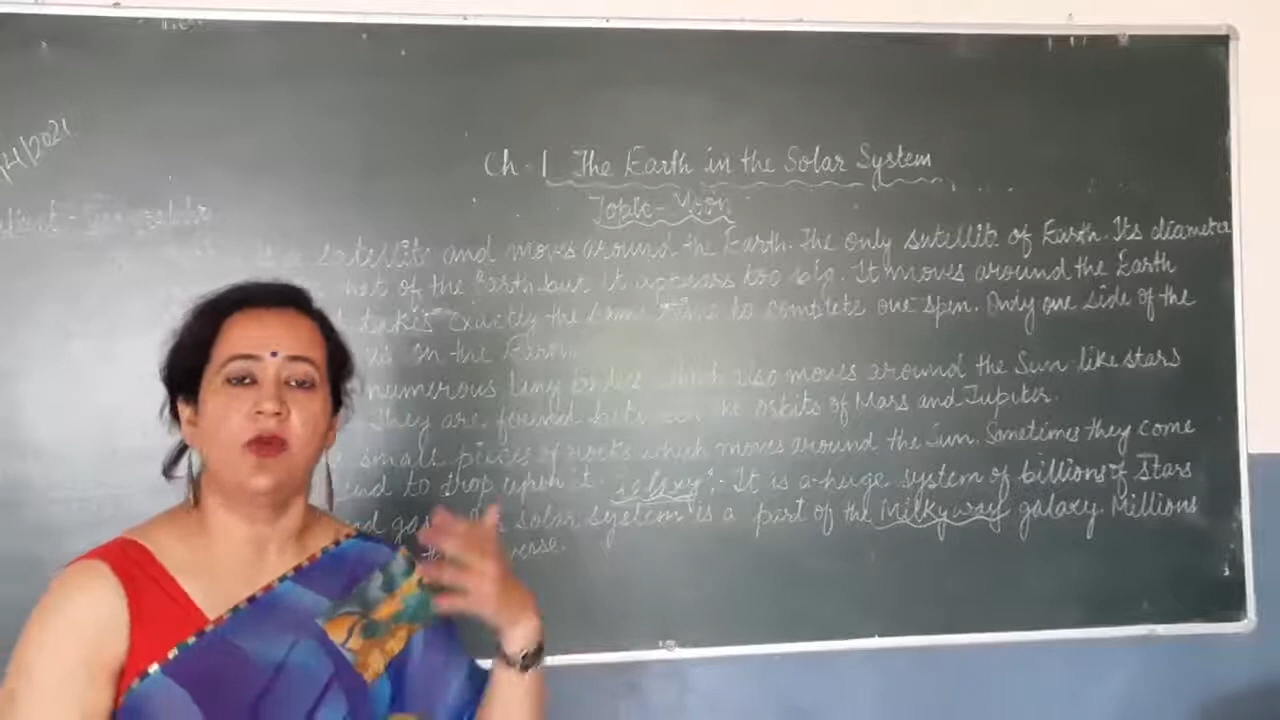 4/2021
Ch-1 The Earth in the Solar System
Topic-Moon
satellite and moves around the Earth. The only satellite of Earth. Its diameter
of the Earth but it appears too big. It moves around the Earth
takes exactly the same time to complete one spin. Only one side of the
us on the Earth.
numerous tiny bodies which also moves around the Sun like stars
They are found between the orbits of Mars and Jupiter.
small pieces of rocks which moves around the Sun. Sometimes they come
and to drop upon it. Galaxy:- It is a huge system of billions of stars
and gas. solar system is a part of the Milkyway galaxy. Millions